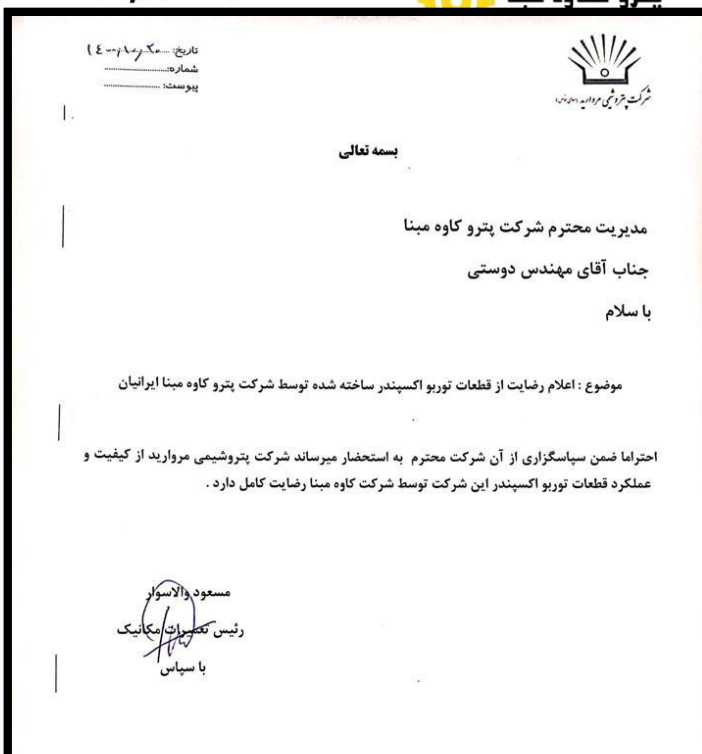 تاریخ:
شماره:
پیوست:
شرکت پتروشیمی مروارید
بسمه تعالی
مدیریت محترم شرکت پترو کاوه مبنا
جناب آقای مهندس دوستی
با سلام
موضوع : اعلام رضایت از قطعات توربو اکسپندر ساخته شده توسط شرکت پترو کاوه مبنا ایرانیان
احتراما ضمن سپاسگزاری از آن شرکت محترم به استحضار میرساند شرکت پتروشیمی مروارید از کیفیت و
عملکرد قطعات توربو اکسپندر این شرکت توسط شرکت کاوه مبنا رضایت کامل دارد .
مسعود والاسوار
رئیس تعمیرات مکانیک
با سپاس